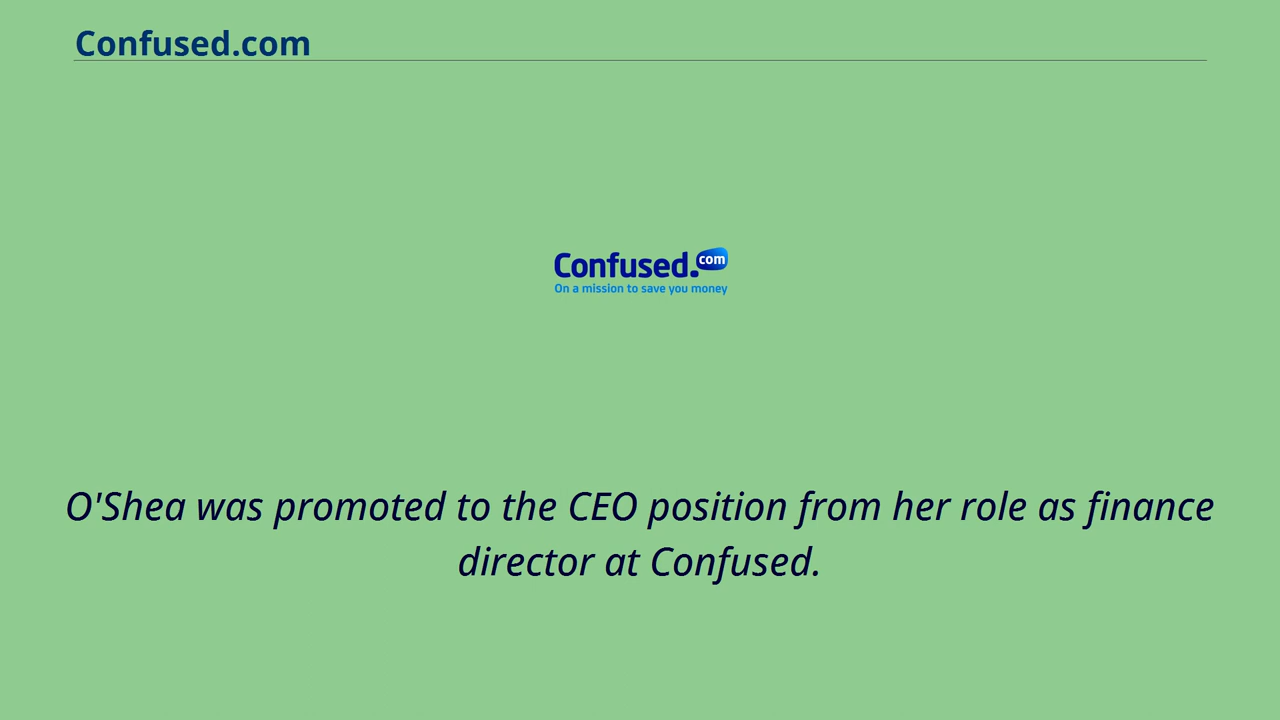 Confused.com
Confused.com
On a mission to save you money
O'Shea was promoted to the CEO position from her role as finance
director at Confused.